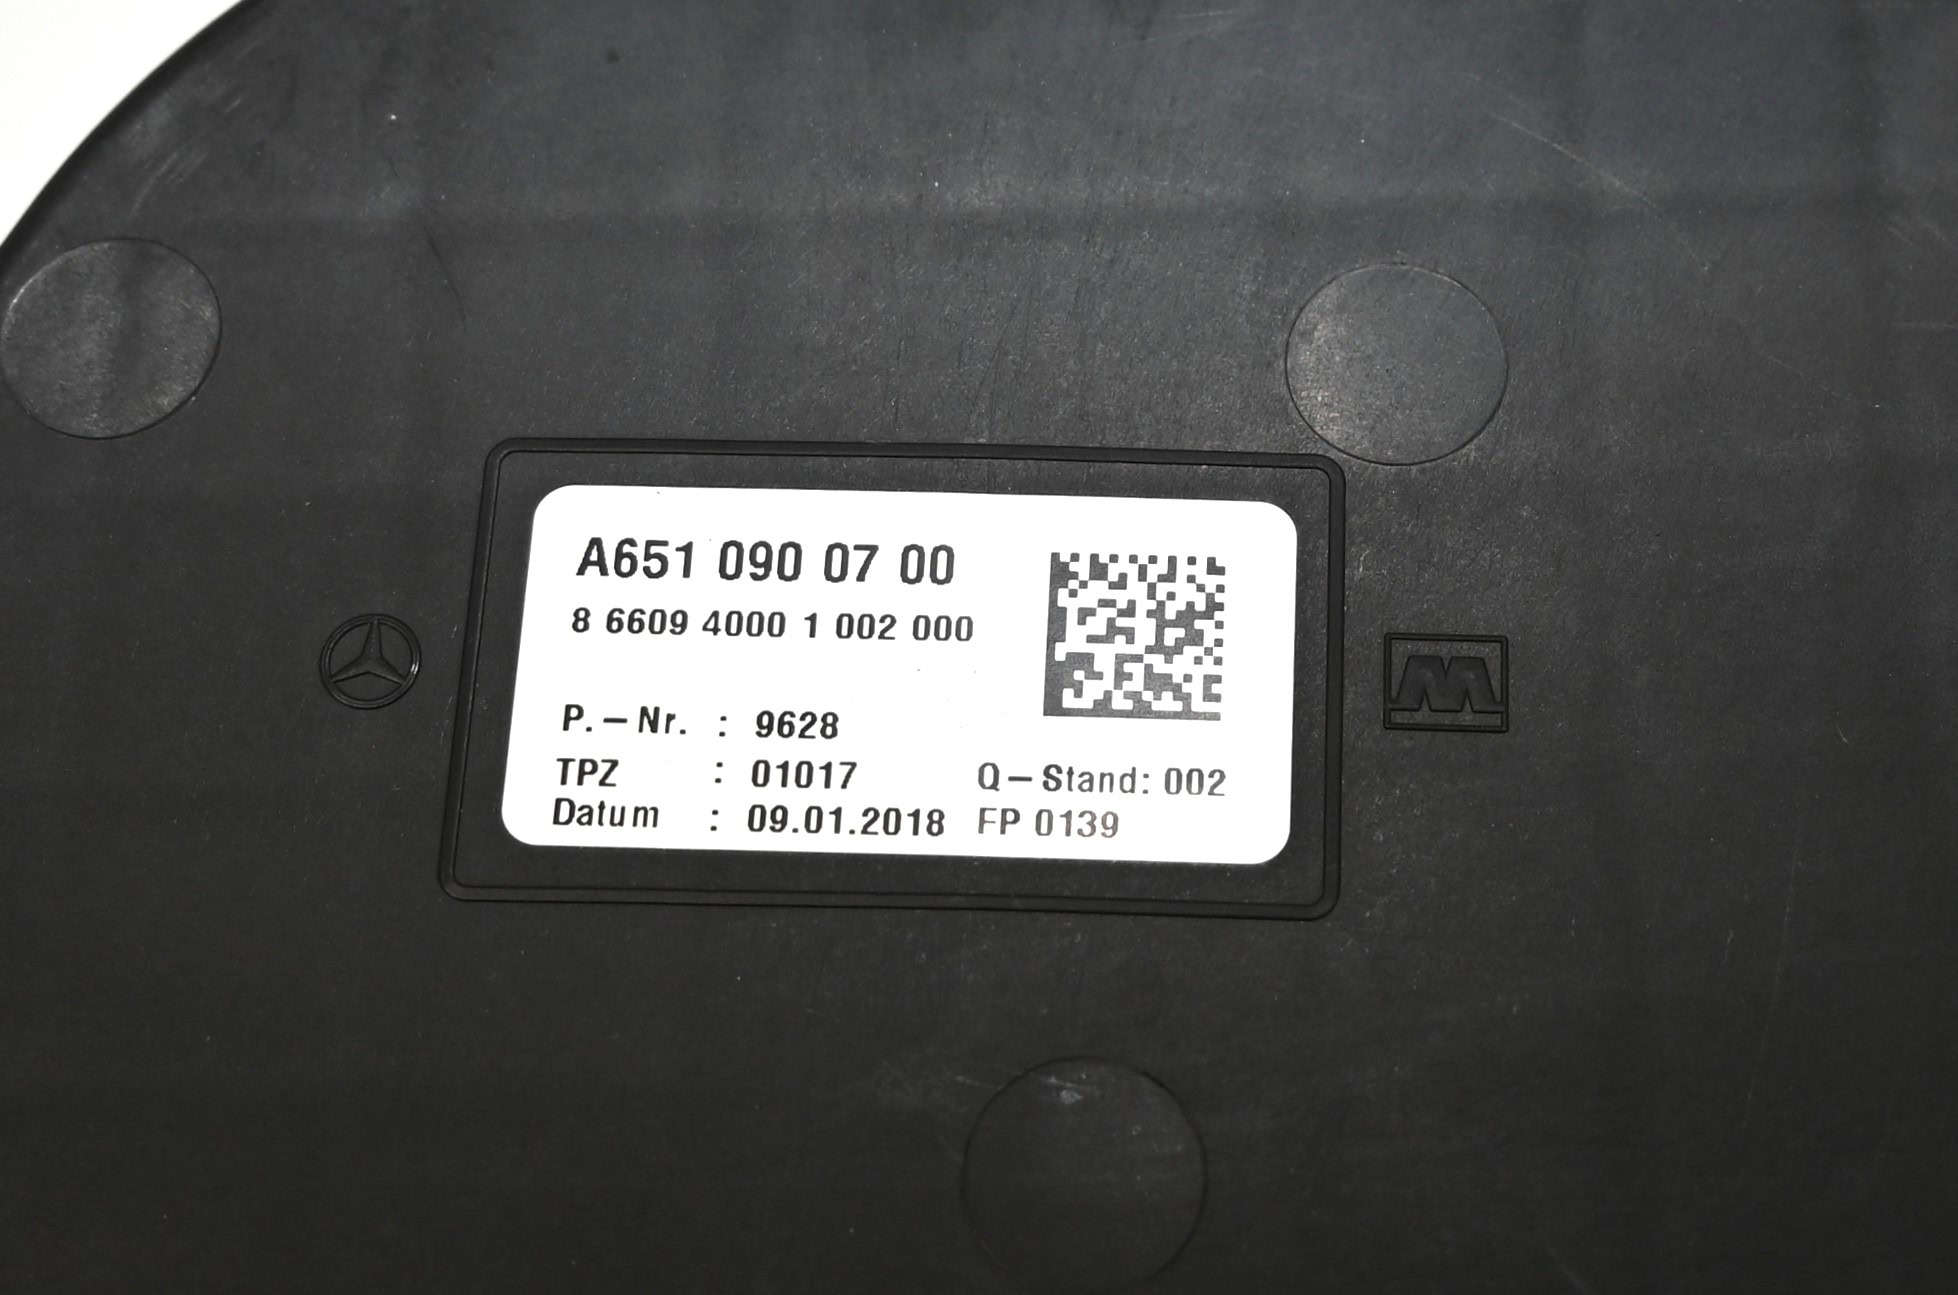 A651 090 07 00
8 6609 4000 1 002 000
P.-Nr. : 9628
TPZ : 01017 Q-Stand: 002
Datum : 09.01.2018 FP 0139